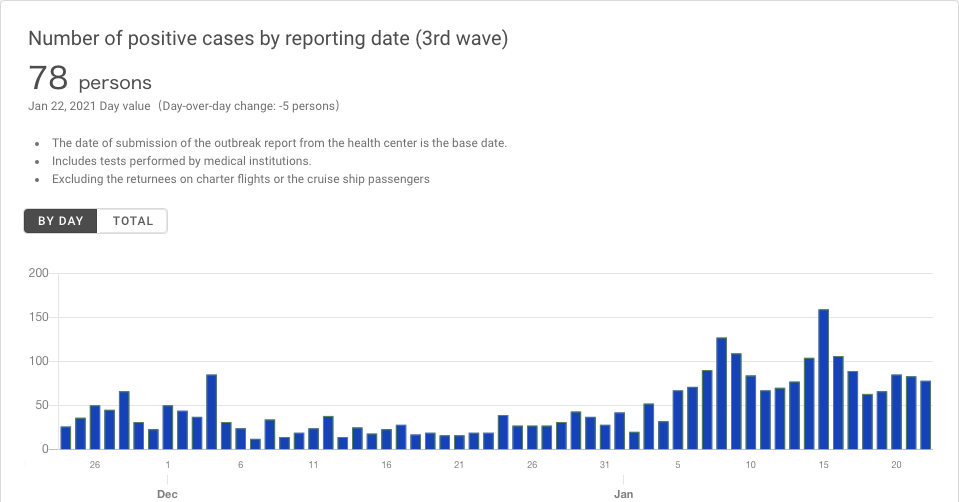 Number of positive cases by reporting date (3rd wave)
78 persons
Jan 22, 2021 Day value (Day-over-day change: -5 persons)
• The date of submission of the outbreak report from the health center is the base date.
• Includes tests performed by medical institutions.
• Excluding the returnees on charter flights or the cruise ship passengers
BY DAY TOTAL
200
150
100
50
0
26 1 6 11 16 21 26 31 5 10 15 20
Dec Jan